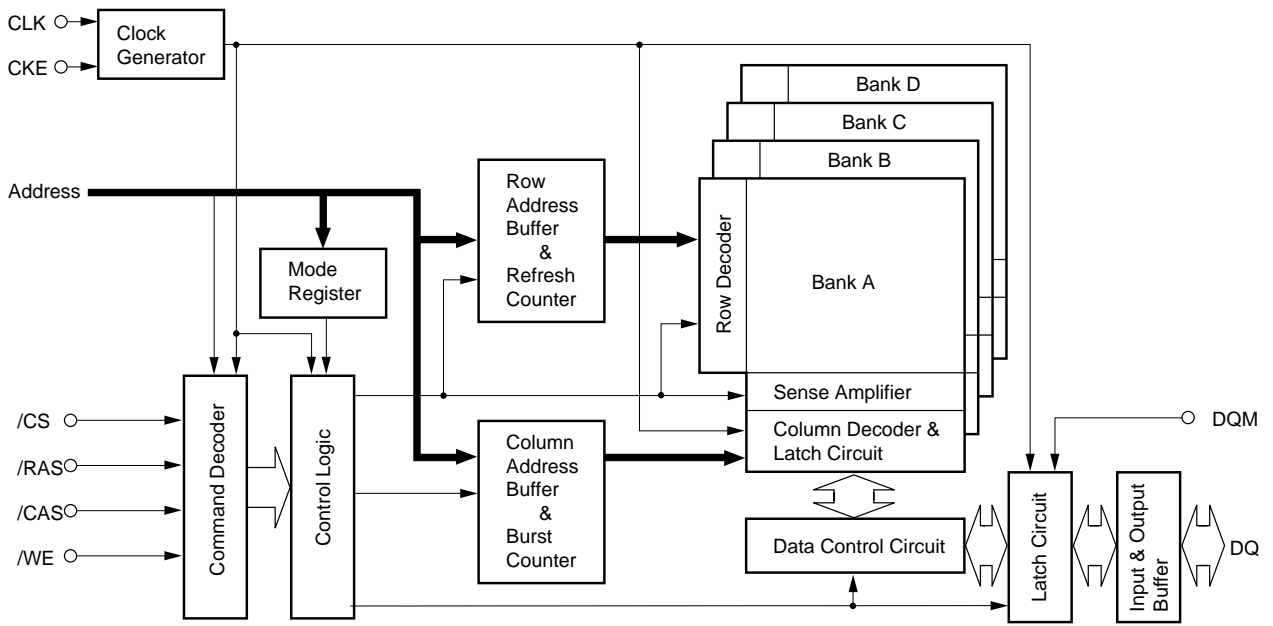 CLK
CKE
Clock
Generator
Bank D
Bank C
Bank B
Address
Row
Address
Buffer
&
Refresh
Counter
Row Decoder
Bank A
Mode
Register
Sense Amplifier
Column Decoder &
Latch Circuit
/CS
/RAS
/CAS
/WE
Command Decoder
Control Logic
Column
Address
Buffer
&
Burst
Counter
DQM
Data Control Circuit
Latch Circuit
Input & Output
Buffer
DQ